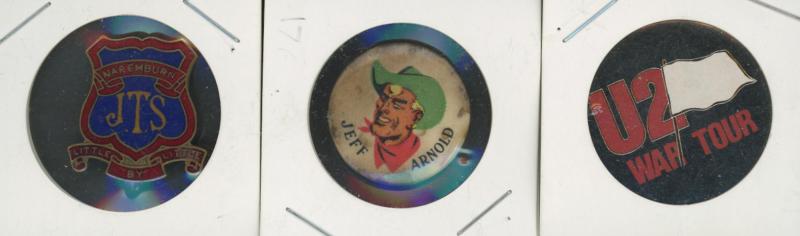 NAREMBURN
JTS
LITTLE BY LITTLE
JEFF ARNOLD
U2
WAR TOUR